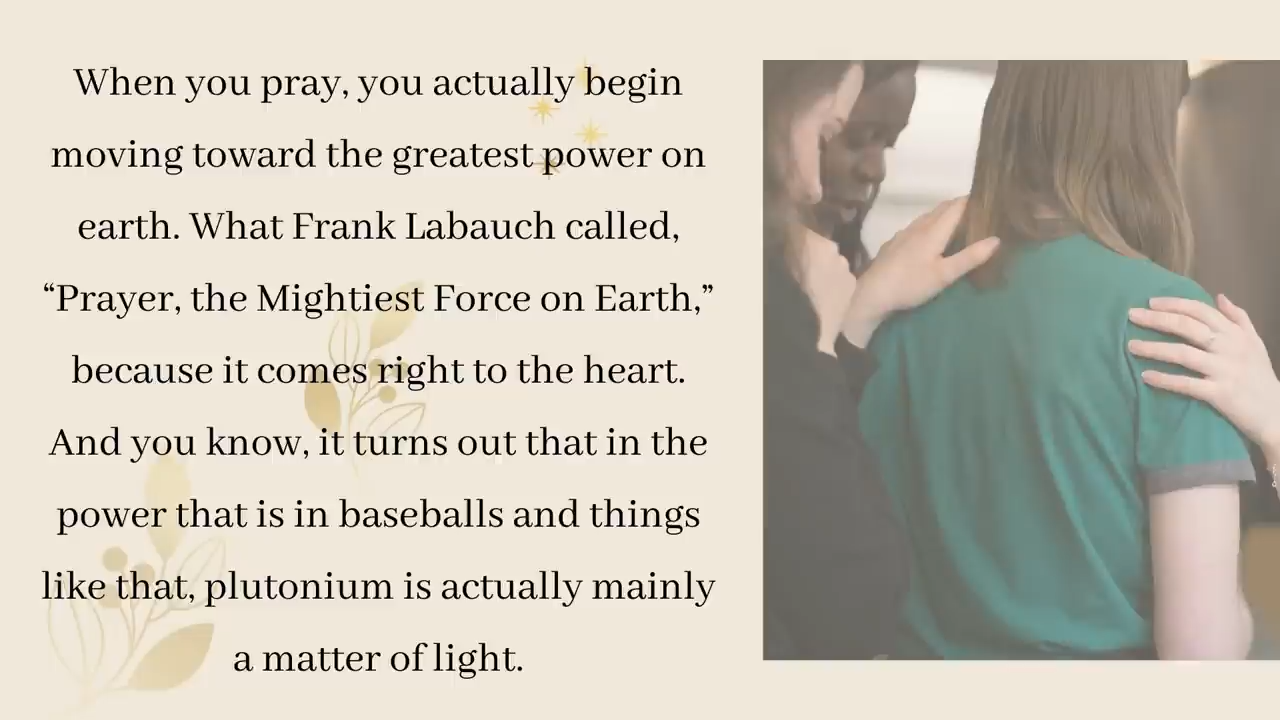 When you pray, you actually begin
moving toward the greatest power on
earth. What Frank Labauch called,
“Prayer, the Mightiest Force on Earth,”
because it comes right to the heart.
And you know, it turns out that in the
power that is in baseballs and things
like that, plutonium is actually mainly
a matter of light.